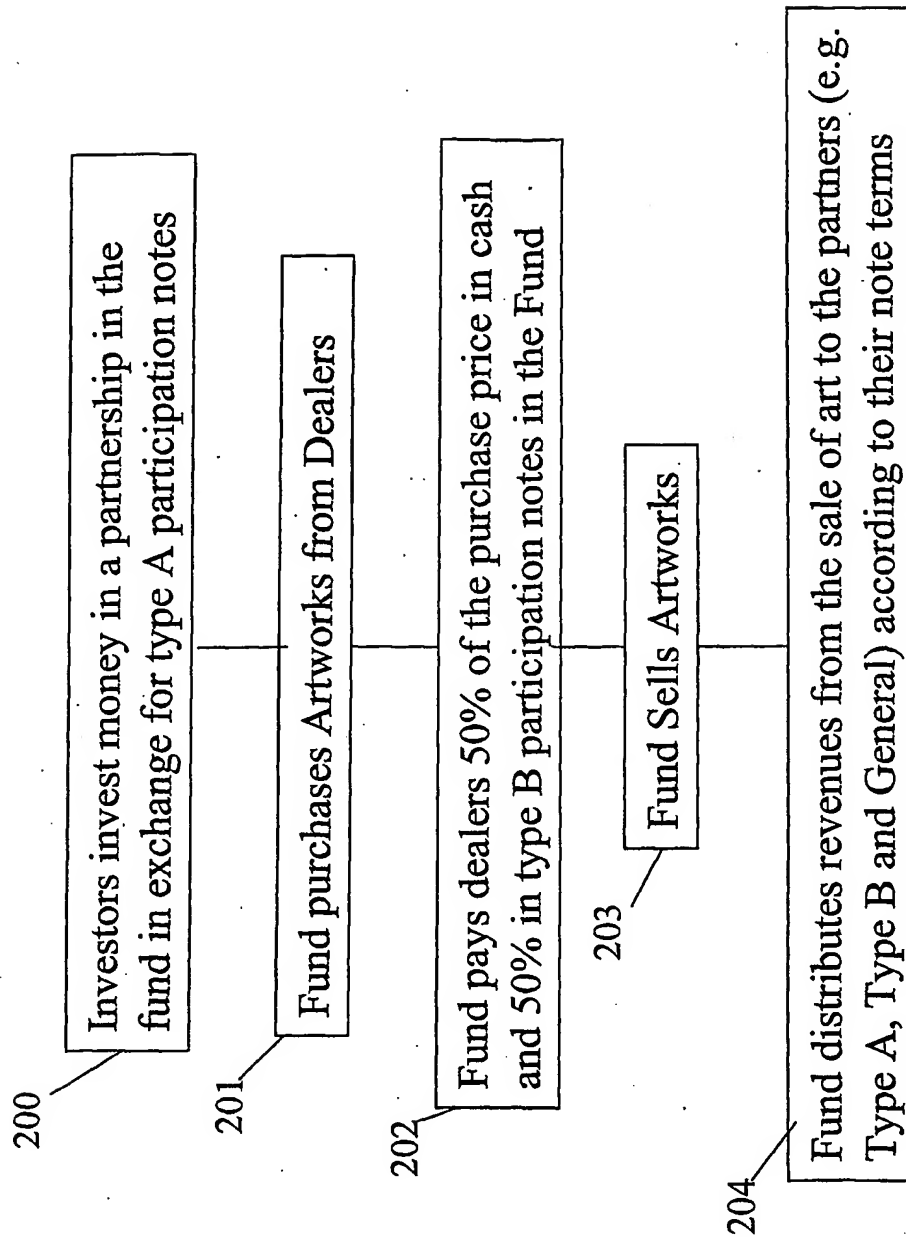 200
Investors invest money in a partnership in the
fund in exchange for type A participation notes
201
Fund purchases Artworks from Dealers
202
Fund pays dealers 50% of the purchase price in cash
and 50% in type B participation notes in the Fund
203
Fund Sells Artworks
204
Fund distributes revenues from the sale of art to the partners (e.g.
Type A, Type B and General) according to their note terms